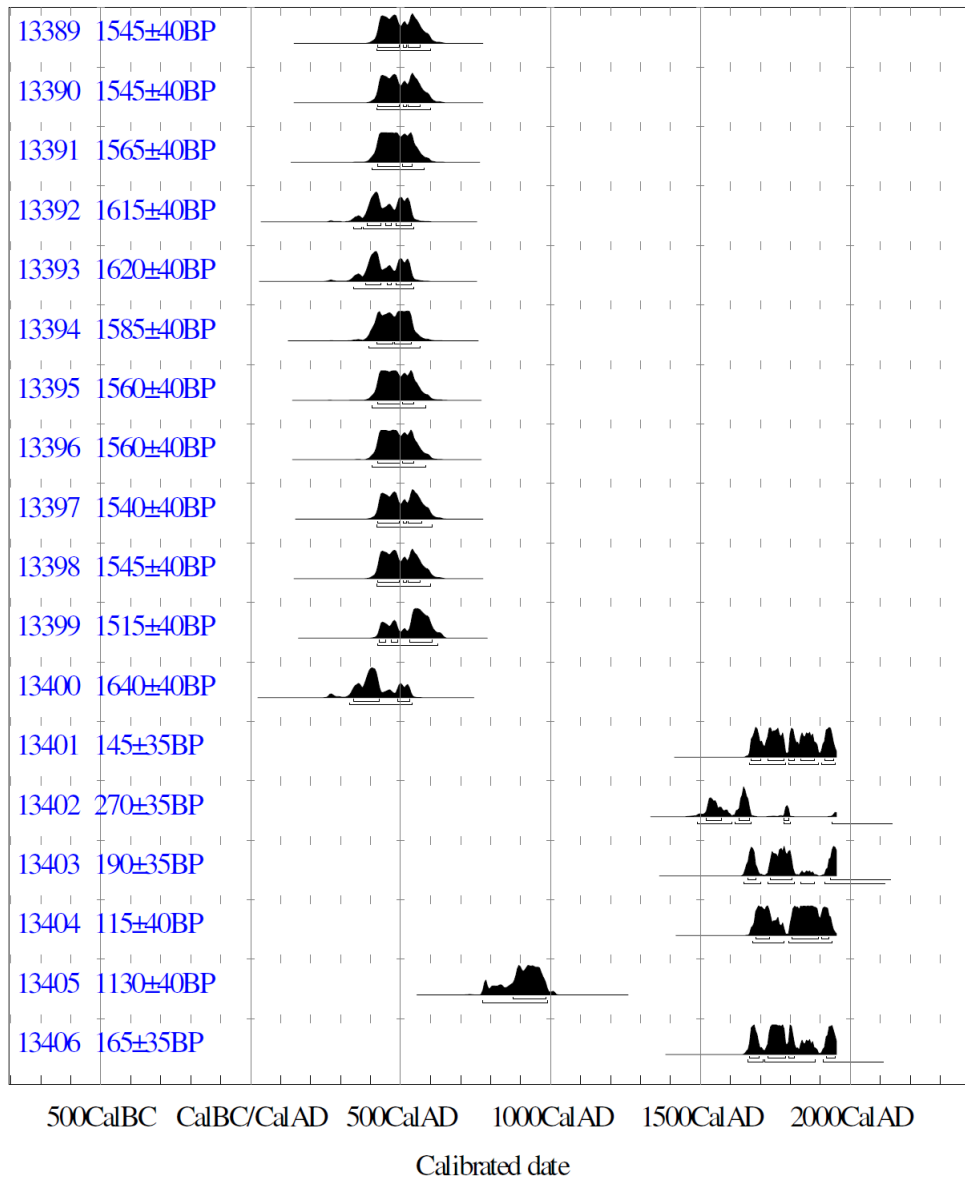 13389 1545±40BP
13390 1545±40BP
13391 1565±40BP
13392 1615±40BP
13393 1620±40BP
13394 1585±40BP
13395 1560±40BP
13396 1560±40BP
13397 1540±40BP
13398 1545±40BP
13399 1515±40BP
13400 1640±40BP
13401 145±35BP
13402 270±35BP
13403 190±35BP
13404 115±40BP
13405 1130±40BP
13406 165±35BP
500CalBC CalBC/CalAD 500CalAD 1000CalAD 1500CalAD 2000CalAD
Calibrated date